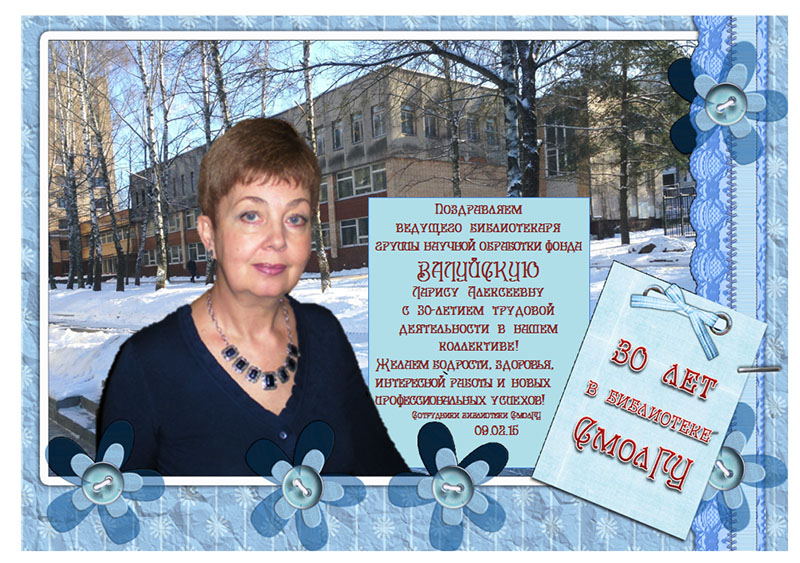 Поздравляем
ведущего библиотекаря
группы научной обработки фонда
ВАЛУЙСКУЮ
Ларису Алексеевну
с 30-летием трудовой
деятельности в нашем
коллективе!
Желаем бодрости, здоровья,
интересной работы и новых
профессиональных успехов!
Сотрудники библиотеки СмолГУ
09.02.15
30 лет
в библиотеке
СмолГУ